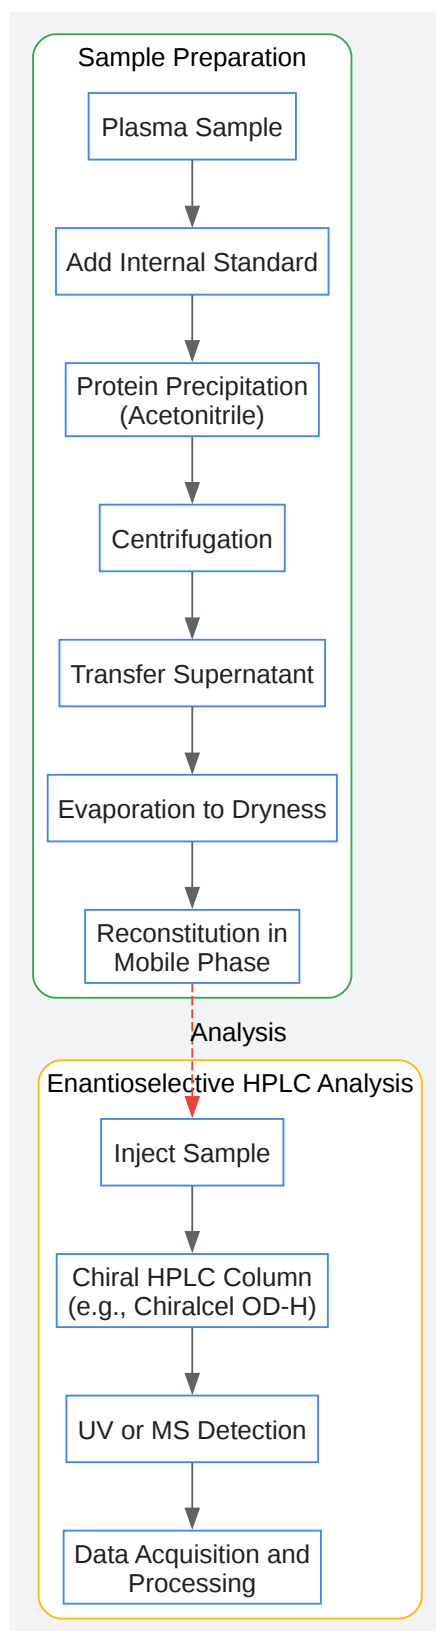 Sample Preparation
Plasma Sample
Add Internal Standard
Protein Precipitation
(Acetonitrile)
Centrifugation
Transfer Supernatant
Evaporation to Dryness
Reconstitution in
Mobile Phase
Analysis
Enantioselective HPLC Analysis
Inject Sample
Chiral HPLC Column
(e.g., Chiralcel OD-H)
UV or MS Detection
Data Acquisition and
Processing